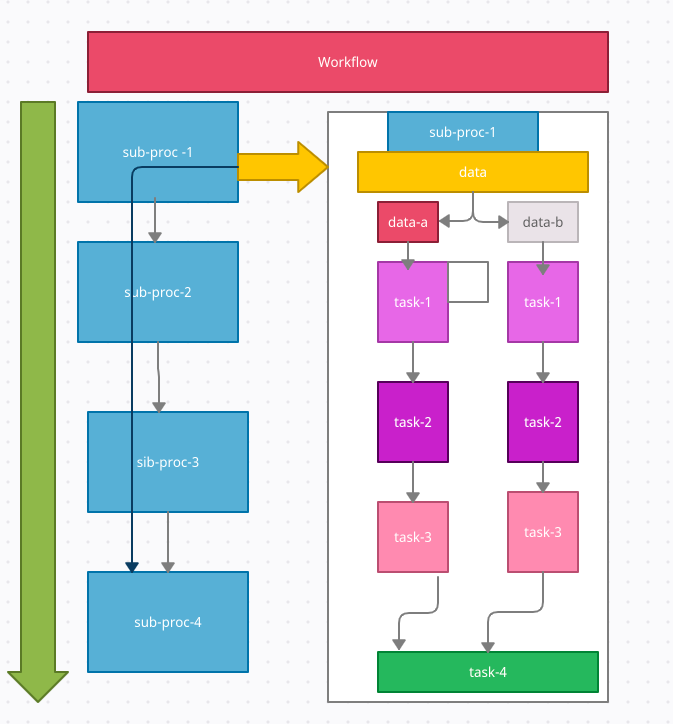 Workflow
sub-proc -1
sub-proc-2
sib-proc-3
sub-proc-4
sub-proc-1
data
data-a
data-b
task-1
task-1
task-2
task-2
task-3
task-3
task-4